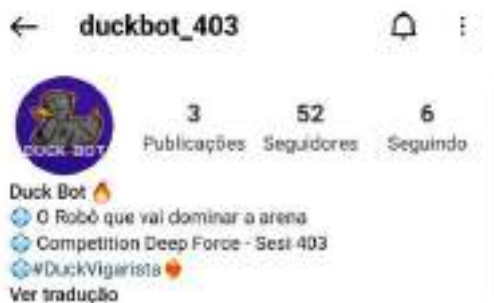 duckbot_403
DUCK BOT
3 52 6
Publicações Seguidores Seguindo
Duck Bot
O Robô que vai dominar a arena
Competition Deep Force - Sesi 403
#DuckVigarista
Ver tradução